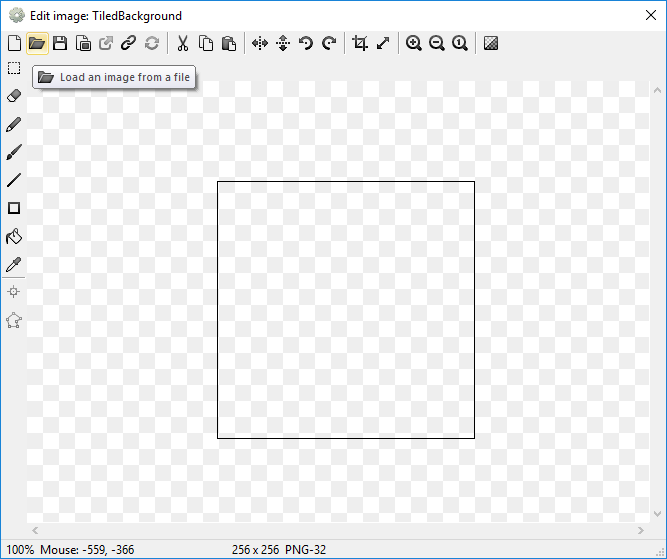 Edit image: TiledBackground
Load an image from a file
100% Mouse: -559, -366 256 x 256 PNG-32